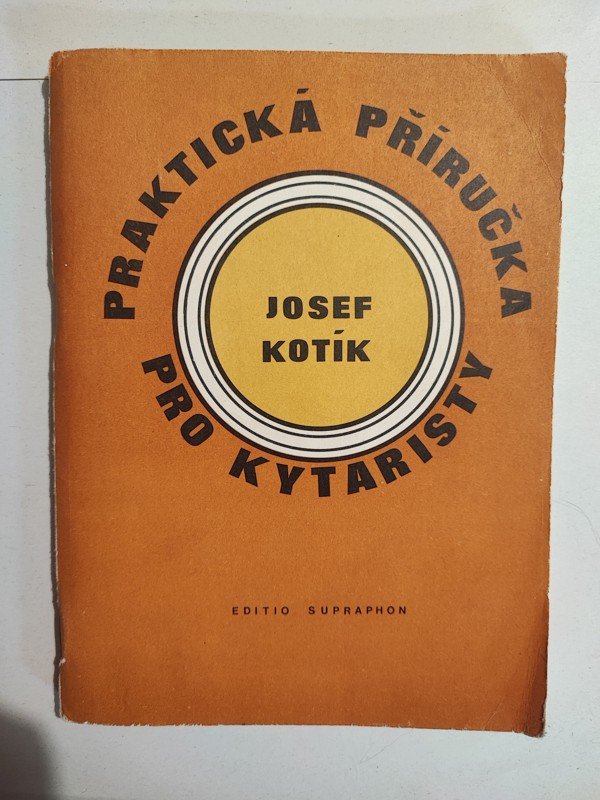 PRAKTICKÁ PŘÍRUČKA
JOSEF
KOTÍK
PRO KYTARISTY
EDITIO SUPRAPHON